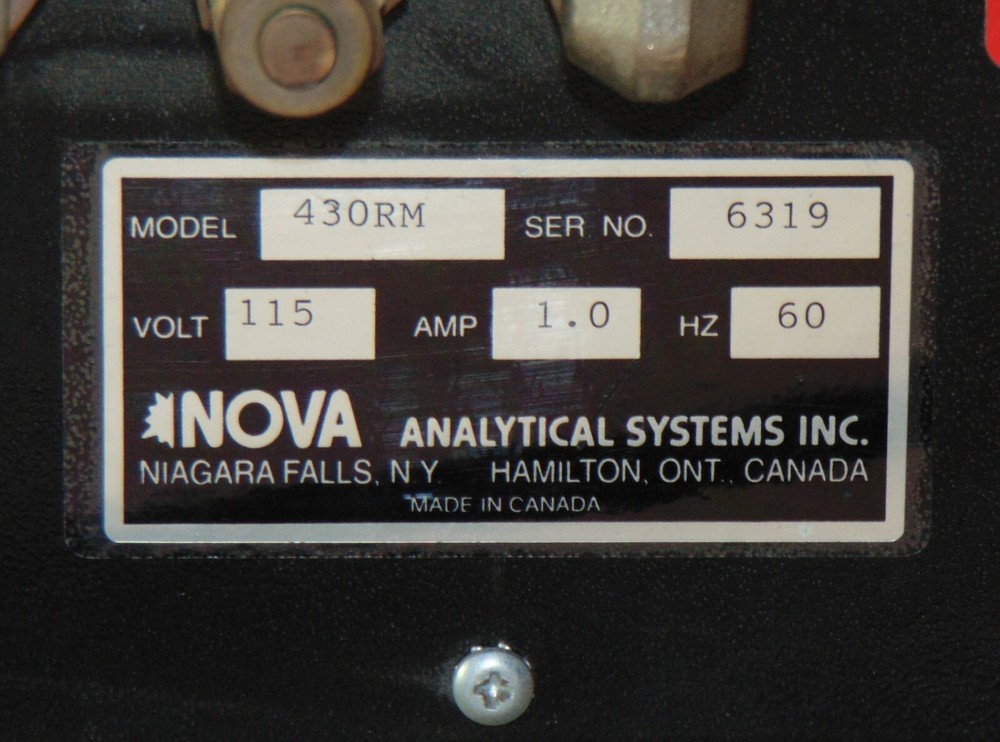 MODEL 430RM SER. NO. 6319
VOLT 115 AMP 1.0 HZ 60
NOVA ANALYTICAL SYSTEMS INC.
NIAGARA FALLS, N.Y. HAMILTON, ONT., CANADA
MADE IN CANADA